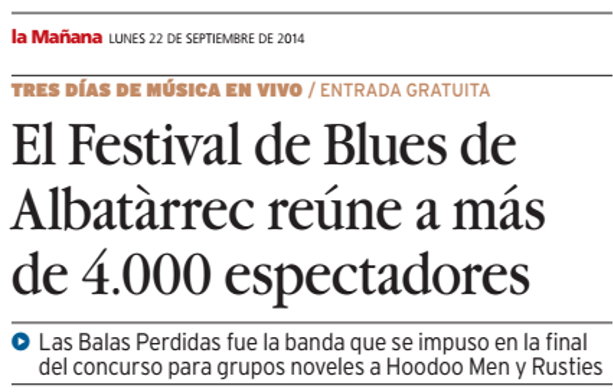 la Mañana LUNES 22 DE SEPTIEMBRE DE 2014
TRES DÍAS DE MÚSICA EN VIVO / ENTRADA GRATUITA
El Festival de Blues de
Albatàrrec reúne a más
de 4.000 espectadores
Las Balas Perdidas fue la banda que se impuso en la final
del concurso para grupos noveles a Hoodoo Men y Rusties